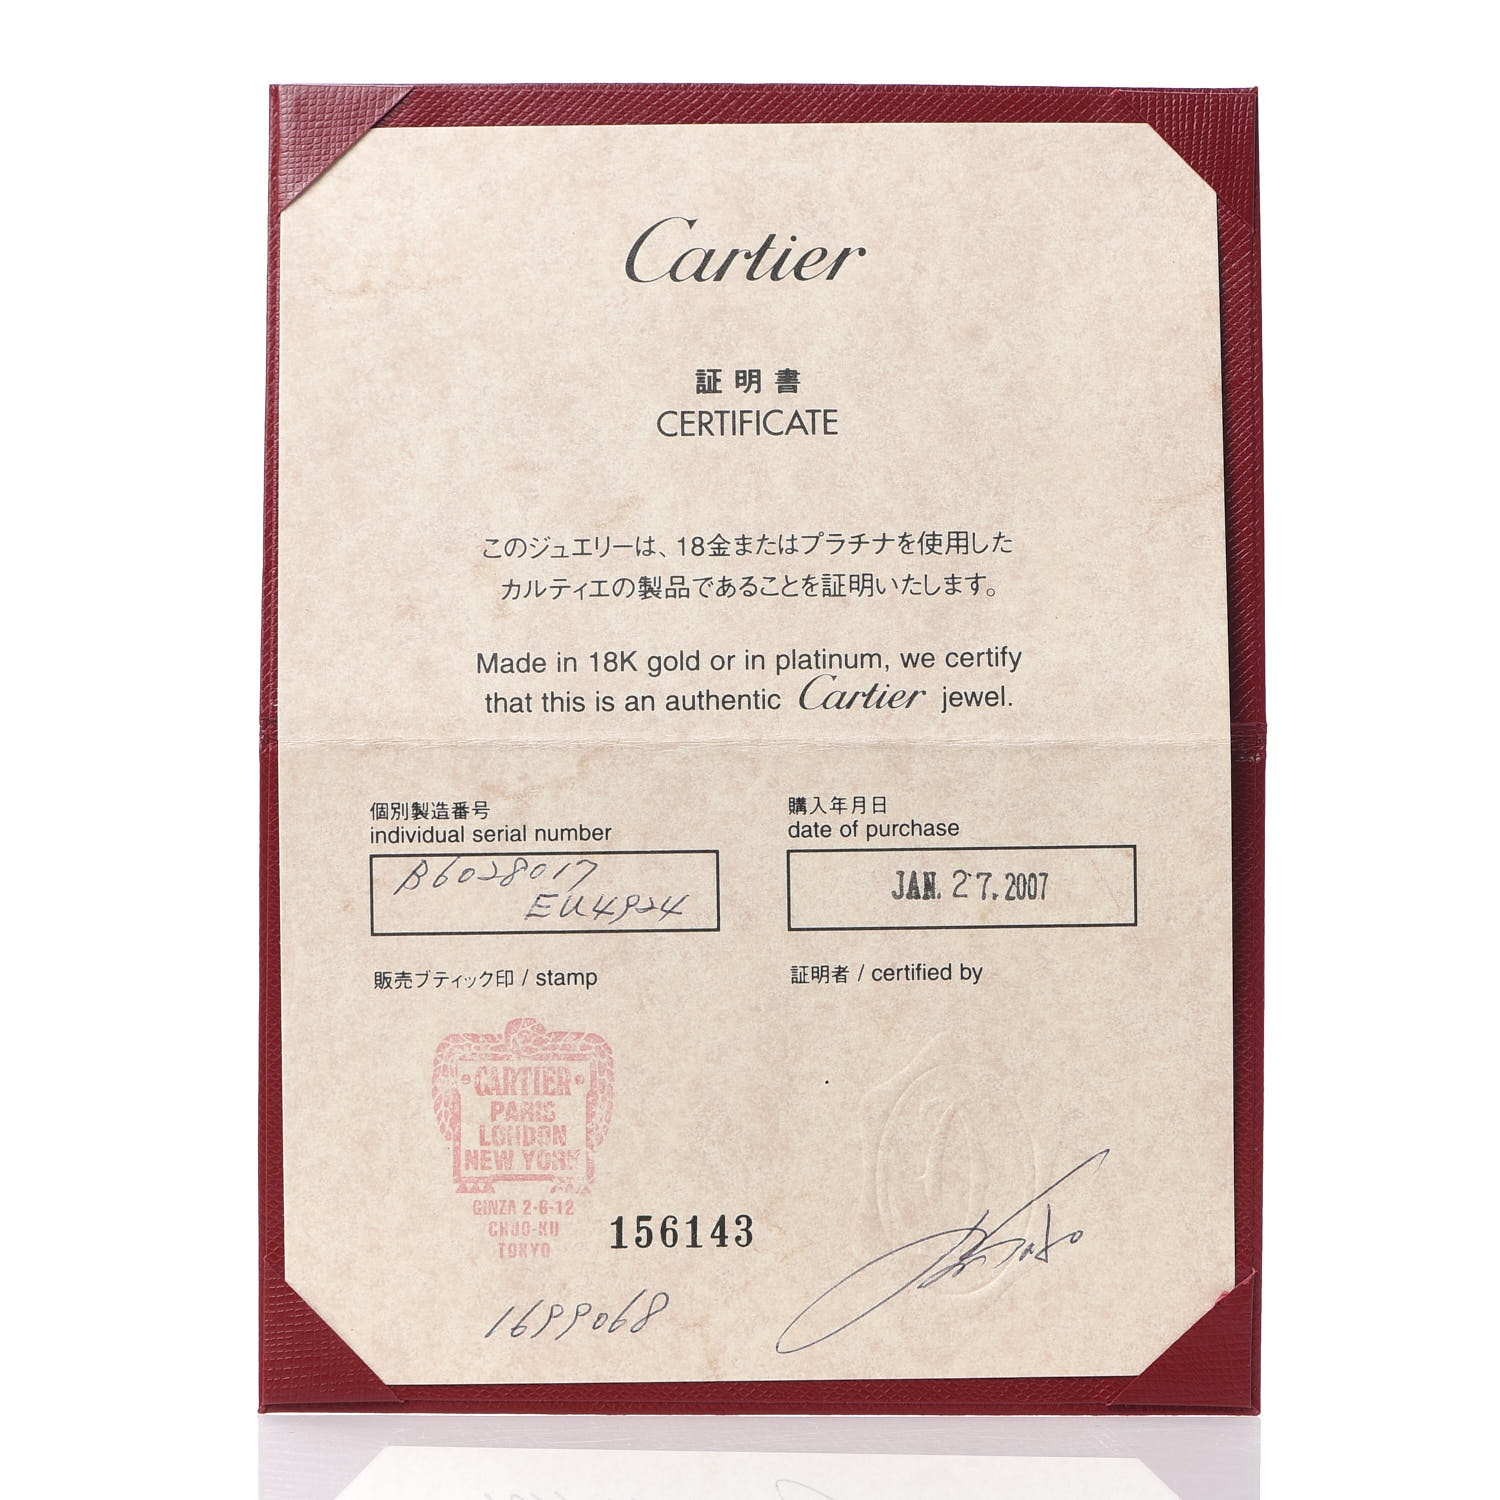 Cartier
証明書
CERTIFICATE
このジュエリーは、18金またはプラチナを使用した
カルティエの製品であることを証明いたします。
Made in 18K gold or in platinum, we certify
that this is an authentic Cartier jewel.
個別製造番号
individual serial number
B6028017
EU4924
購入年月日
date of purchase
JAN. 27. 2007
販売ブティック印 / stamp
証明者 / certified by
CARTIER
PARIS
LONDON
NEW YORK
GINZA 2-6-12
CHUO-KU
TOKYO
156143
1699068